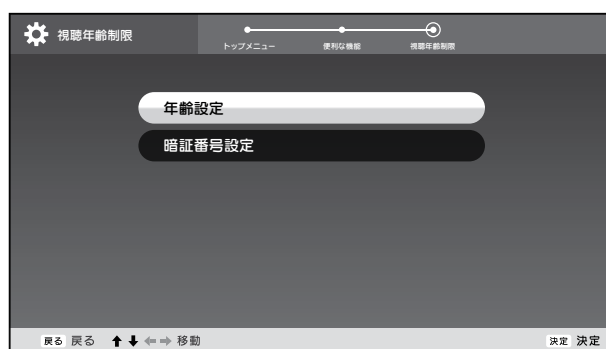 視聴年齢制限
トップメニュー 便利な機能 視聴年齢制限
年齢設定
暗証番号設定
戻る 戻る ↑ ↓ ← → 移動 決定 決定